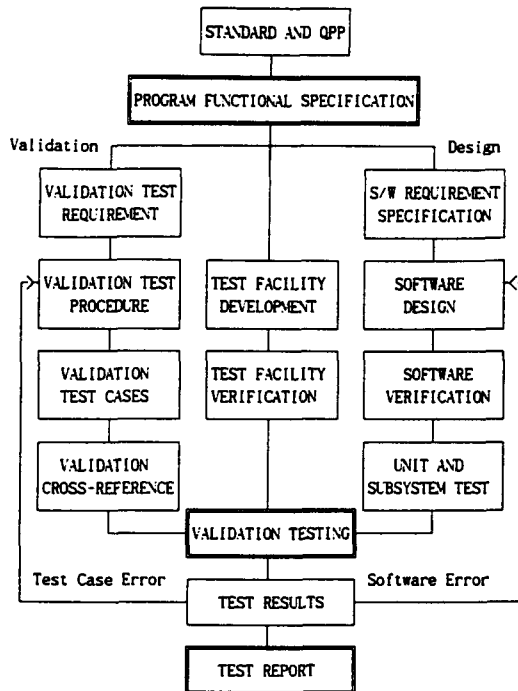 STANDARD AND QPP
PROGRAM FUNCTIONAL SPECIFICATION
Validation
Design
VALIDATION TEST
REQUIREMENT
S/W REQUIREMENT
SPECIFICATION
VALIDATION TEST
PROCEDURE
TEST FACILITY
DEVELOPMENT
SOFTWARE
DESIGN
VALIDATION
TEST CASES
TEST FACILITY
VERIFICATION
SOFTWARE
VERIFICATION
VALIDATION
CROSS-REFERENCE
UNIT AND
SUBSYSTEM TEST
VALIDATION TESTING
Test Case Error
Software Error
TEST RESULTS
TEST REPORT